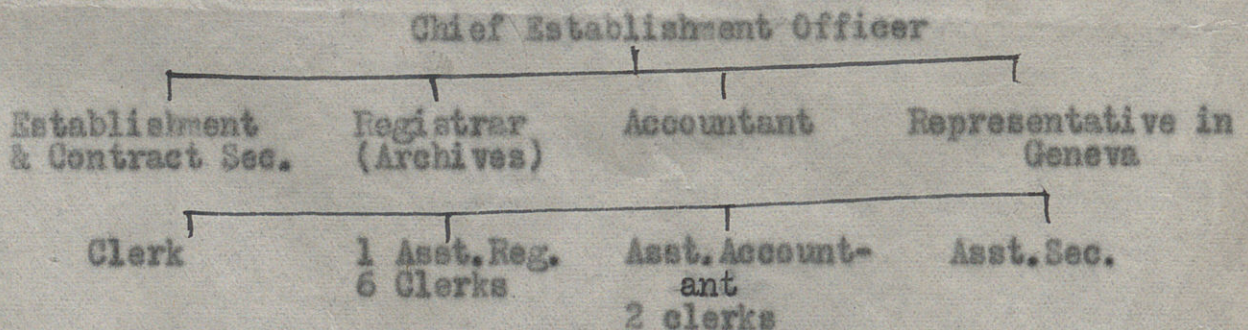 Chief Establishment Officer
Establishment
& Contract Sec.
Registrar
(Archives)
Accountant
Representative in
Geneva
Clerk
1 Asst.Reg.
6 Clerks
Asst.Account-
ant
2 clerks
Asst.Sec.